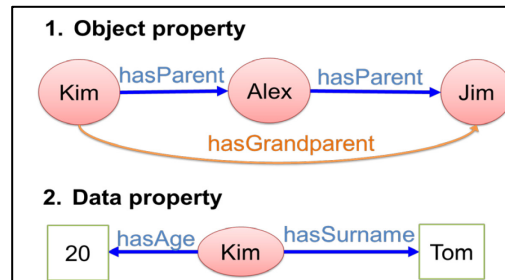 1. Object property
hasParent hasParent
Kim Alex Jim
hasGrandparent
2. Data property
20 hasAge Kim hasSurname Tom